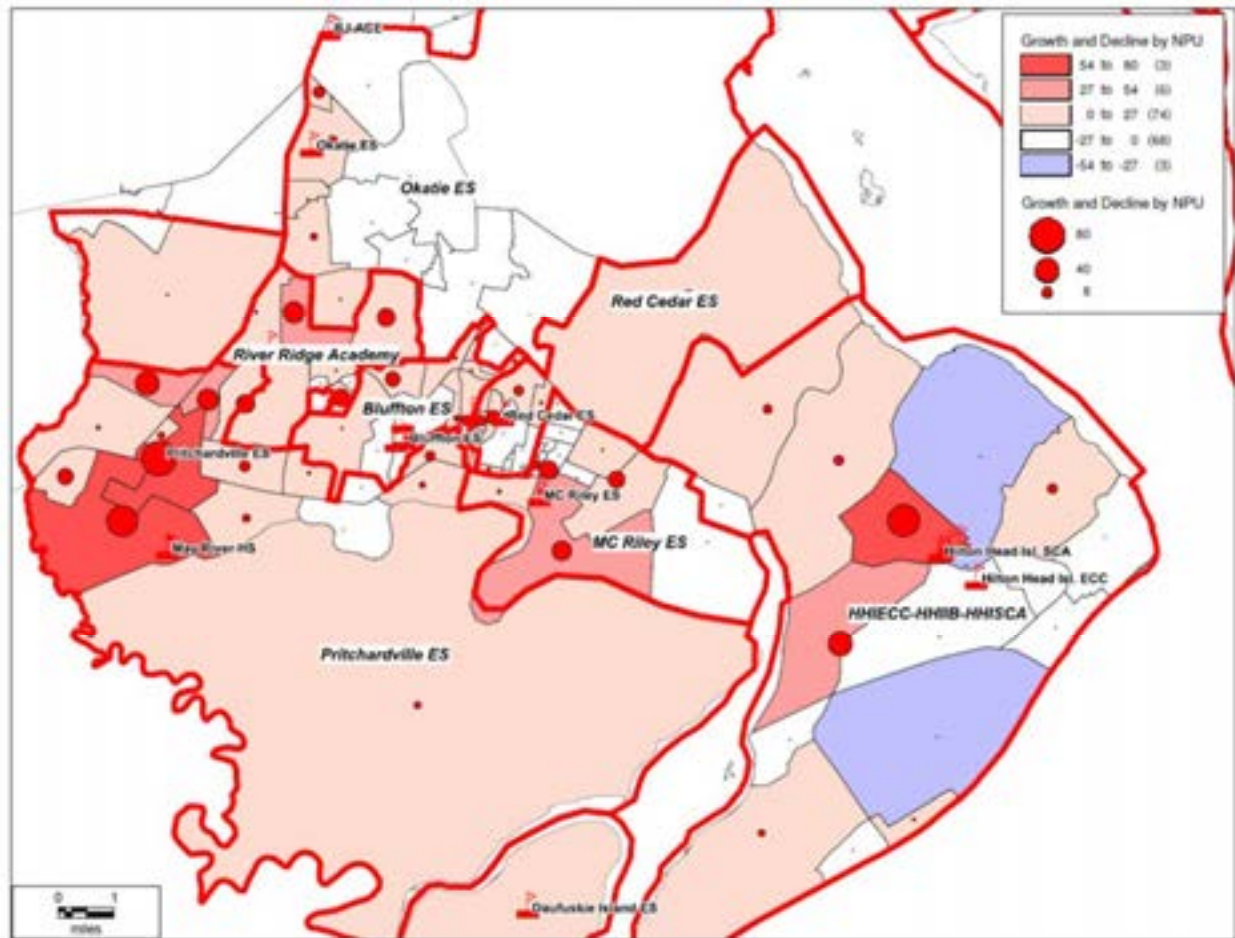 BJ-ACE
Okatie ES
Okatie ES
Red Cedar ES
River Ridge Academy
Bluffton ES
Red Cedar ES
Bluffton ES
Pritchardville ES
MC Riley ES
MC Riley ES
May River HS
Hilton Head Isl. SCA
Hilton Head Isl. ECC
HHIECC-HHIIB-HHISCA
Pritchardville ES
Daufuskie Island ES
Growth and Decline by NPU
54 to 80 (3)
27 to 54 (6)
0 to 27 (74)
-27 to 0 (68)
-54 to -27 (3)
Growth and Decline by NPU
80
40
8
0 1
miles